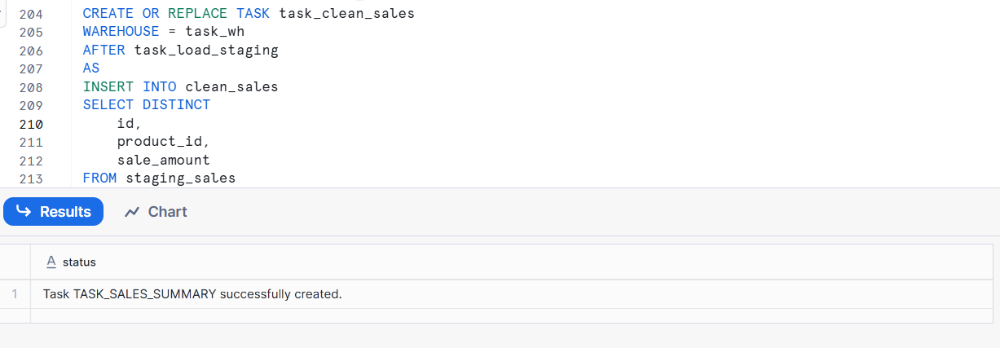 204 CREATE OR REPLACE TASK task_clean_sales
205 WAREHOUSE = task_wh
206 AFTER task_load_staging
207 AS
208 INSERT INTO clean_sales
209 SELECT DISTINCT
210 id,
211 product_id,
212 sale_amount
213 FROM staging_sales
Results Chart
A status
1 Task TASK_SALES_SUMMARY successfully created.